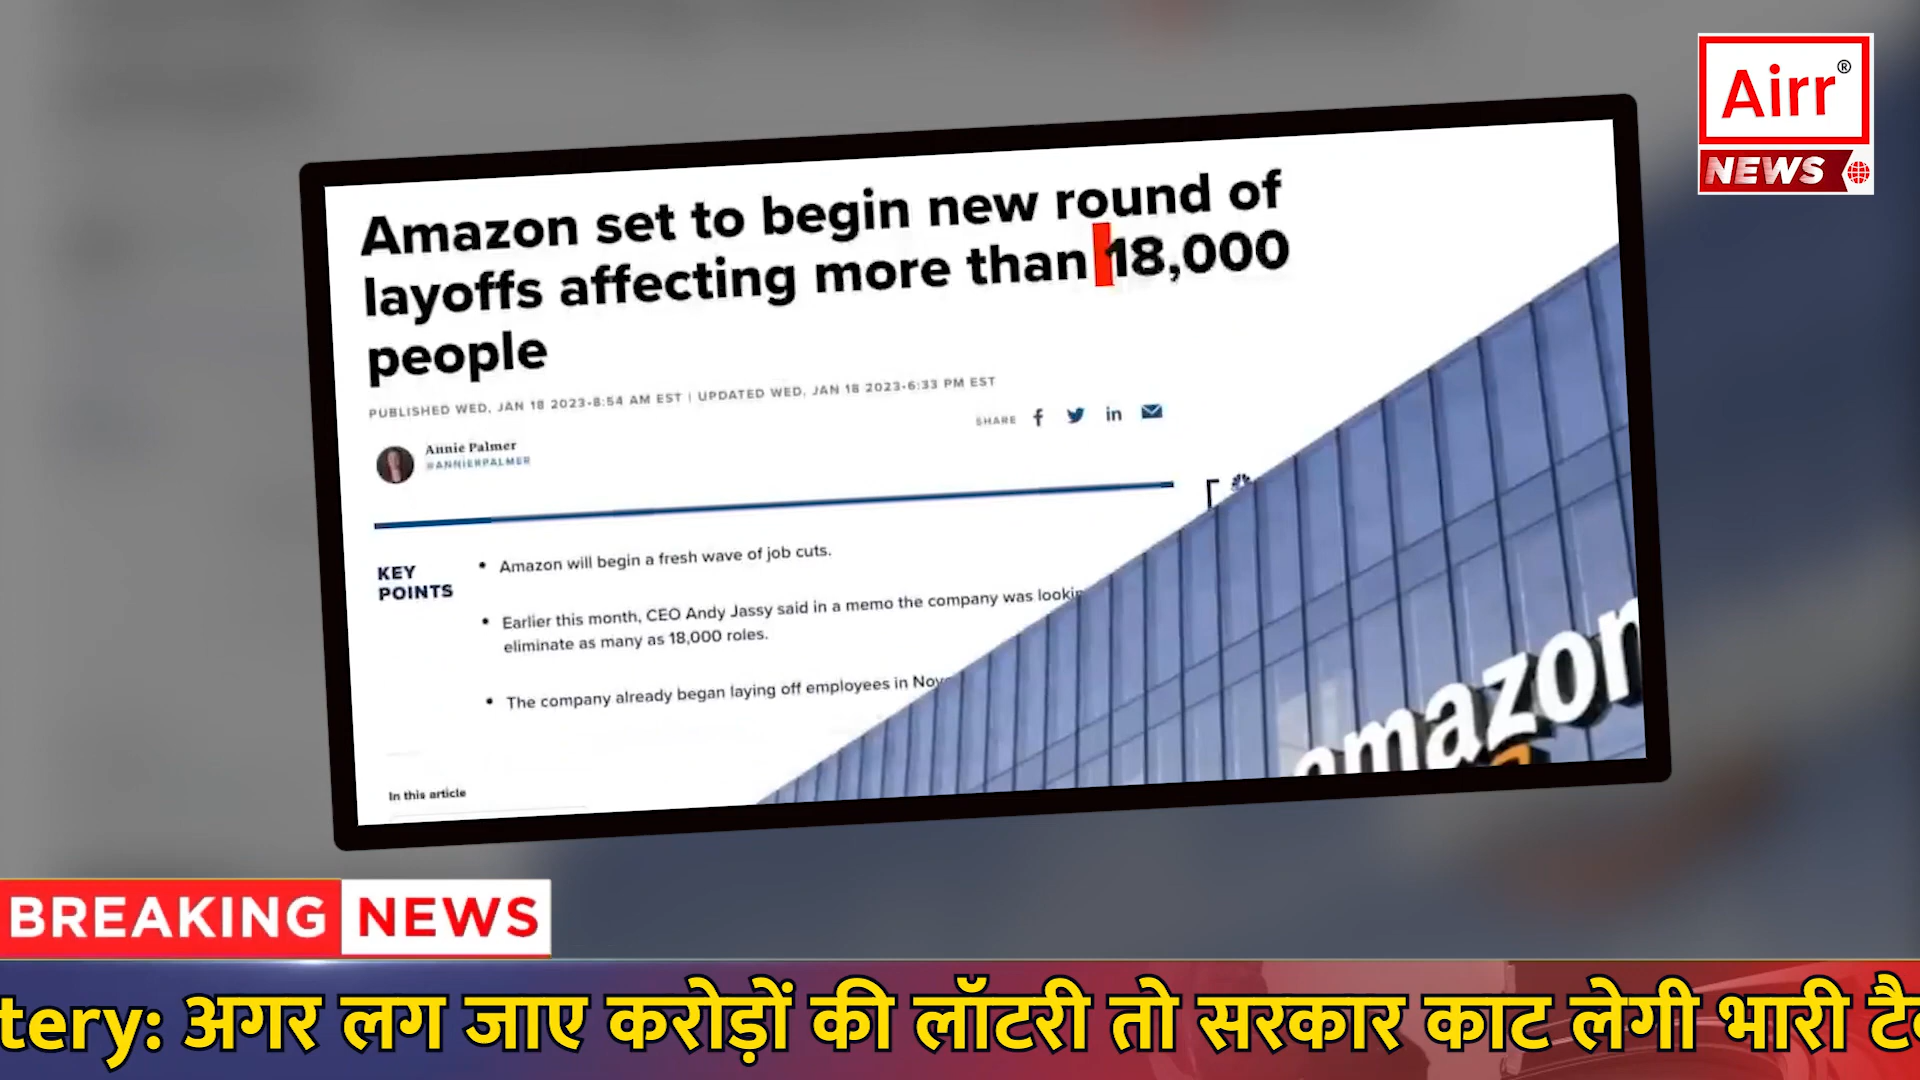 Airr®
NEWS
Amazon set to begin new round of
layoffs affecting more than 18,000
people
PUBLISHED WED, JAN 18 2023•8:54 AM EST | UPDATED WED, JAN 18 2023•6:33 PM EST
SHARE
in
Annie Palmer
@ANNIERPALMER
KEY
POINTS
• Amazon will begin a fresh wave of job cuts.
• Earlier this month, CEO Andy Jassy said in a memo the company was
eliminate as many as 18,000 roles.
• The company already began laying off employees in
In this article
amazon
BREAKING NEWS
tery: अगर लग जाए करोड़ों की लॉटरी तो सरकार काट लेगी भारी